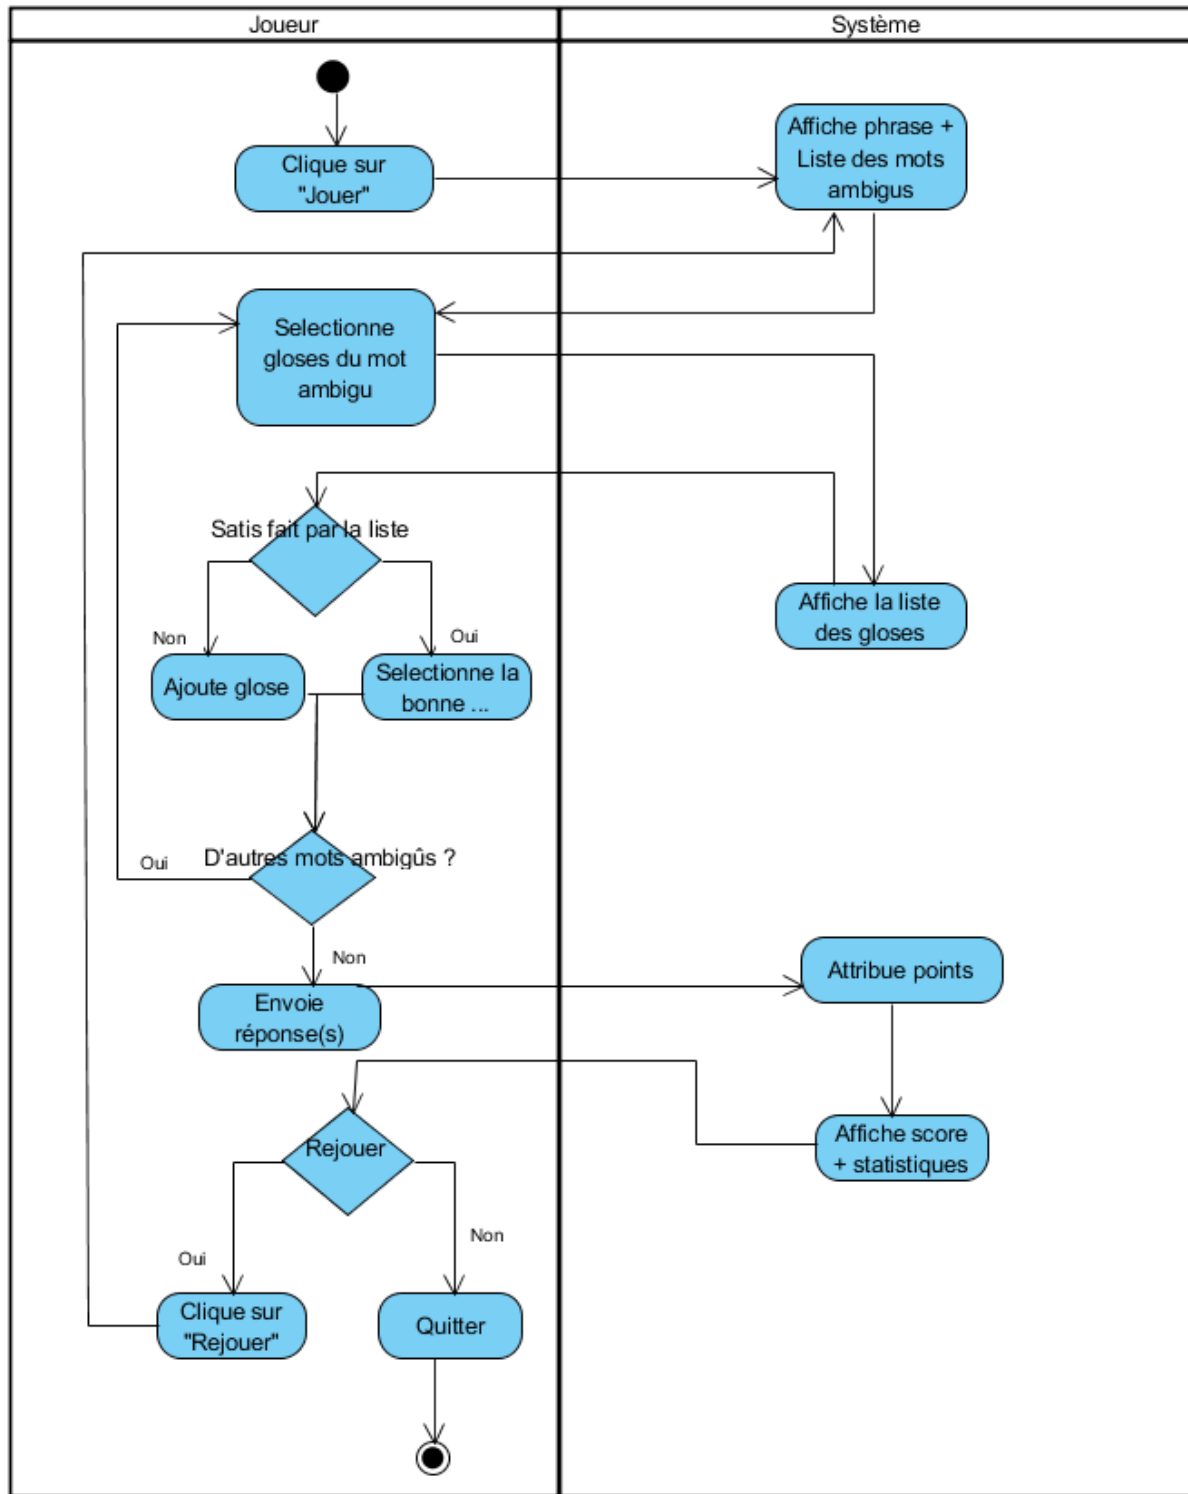 Joueur
Système
Clique sur
"Jouer"
Affiche phrase +
Liste des mots
ambigus
Selectionne
gloses du mot
ambigu
Satis fait par la liste
Non
Oui
Affiche la liste
des gloses
Ajoute glose
Selectionne la
bonne ...
D'autres mots ambigûs ?
Oui
Non
Envoie
réponse(s)
Attribue points
Affiche score
+ statistiques
Rejouer
Oui
Non
Clique sur
"Rejouer"
Quitter